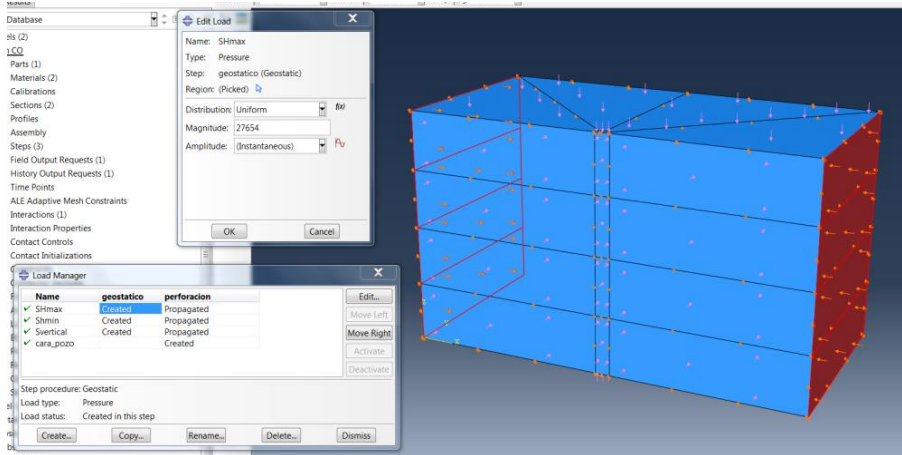 Results
Database
els (2)
CO
Parts (1)
Materials (2)
Calibrations
Sections (2)
Profiles
Assembly
Steps (3)
Field Output Requests (1)
History Output Requests (1)
Time Points
ALE Adaptive Mesh Constraints
Interactions (1)
Interaction Properties
Contact Controls
Contact Initializations
Edit Load
X
Name: SHmax
Type: Pressure
Step: geostatico (Geostatic)
Region: (Picked)
Distribution: Uniform
f(x)
Magnitude: 27654
Amplitude: (Instantaneous)
OK
Cancel
Load Manager
X
Name geostatico perforacion
SHmax Created Propagated
Shmin Created Propagated
Svertical Created Propagated
cara_pozo Created
Edit...
Move Left
Move Right
Activate
Deactivate
Step procedure: Geostatic
Load type: Pressure
Load status: Created in this step
Create...
Copy...
Rename...
Delete...
Dismiss